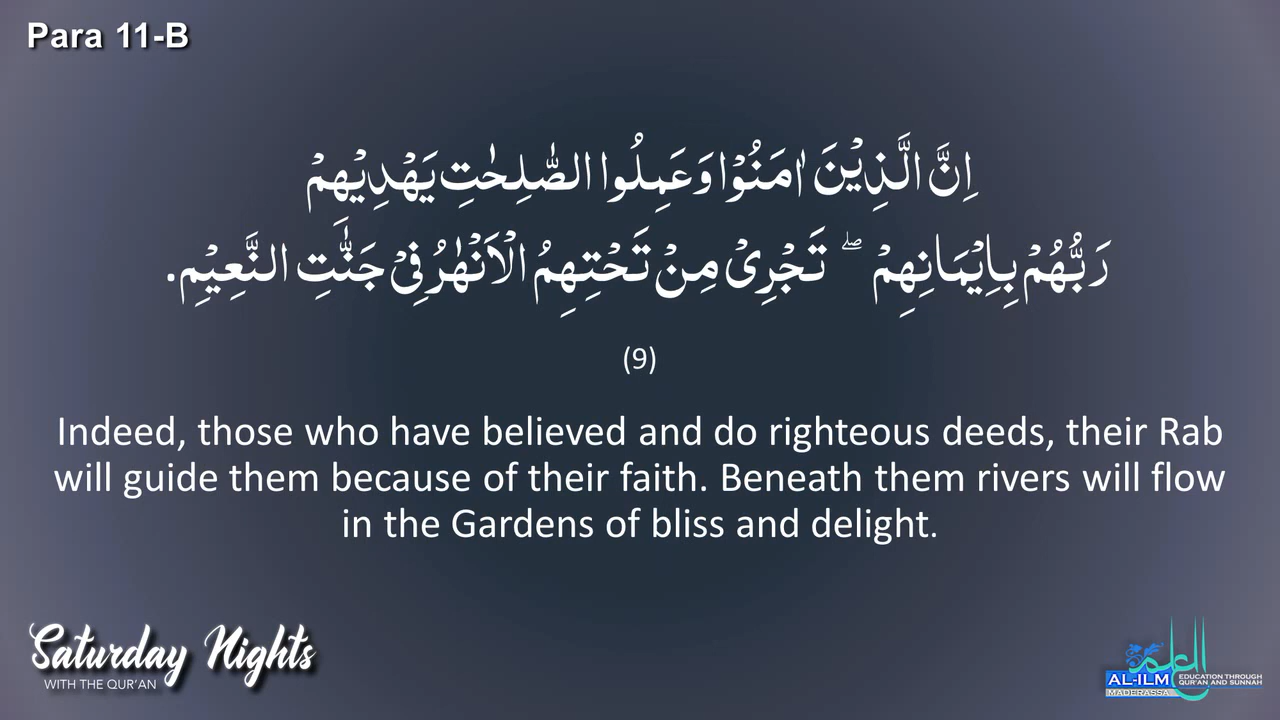 Para 11-B
اِنَّ الَّذِيْنَ اٰمَنُوْا وَعَمِلُوا الصّٰلِحٰتِ يَهْدِيْهِمْ
رَبُّهُمْ بِاِيْمَانِهِمْ ۖ تَجْرِيْ مِنْ تَحْتِهِمُ الْاَنْهٰرُ فِيْ جَنّٰتِ النَّعِيْمِ.
(9)
Indeed, those who have believed and do righteous deeds, their Rab
will guide them because of their faith. Beneath them rivers will flow
in the Gardens of bliss and delight.
Saturday Nights
WITH THE QUR'AN
العلم
AL-ILM
MADERASSA
EDUCATION THROUGH
QUR'AN AND SUNNAH